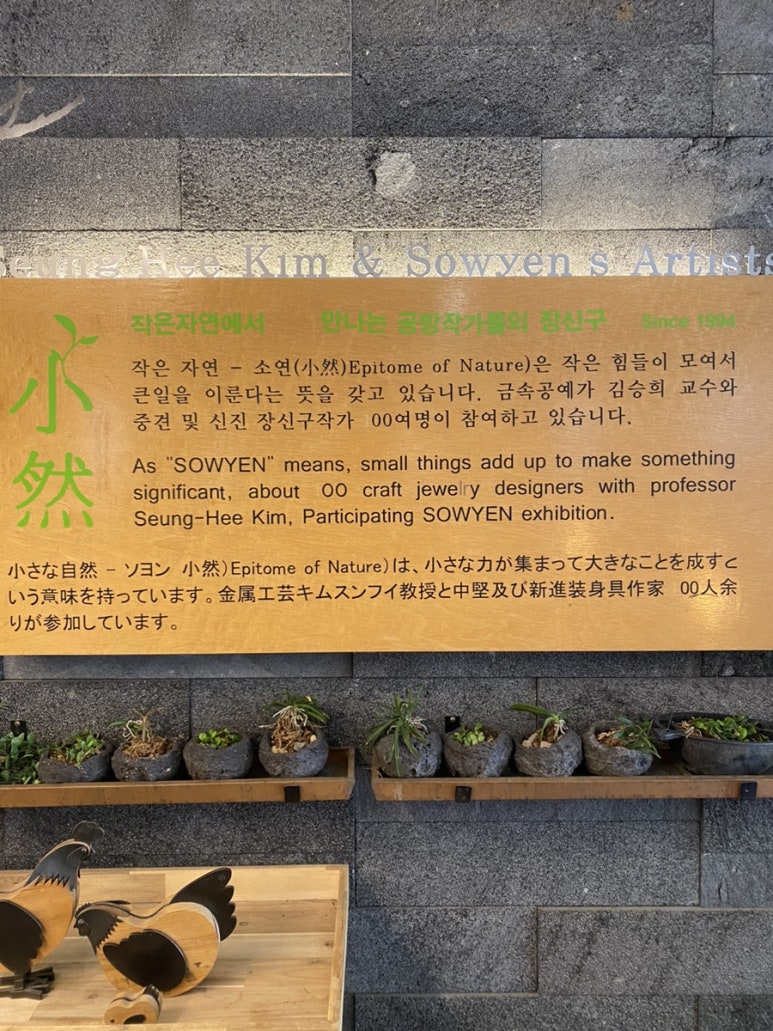 Seung Hee Kim & Sowyen's Artists
小然
작은자연에서 만나는 공방작가들의 장신구 Since 1994
작은 자연 - 소연(小然)Epitome of Nature)은 작은 힘들이 모여서
큰일을 이룬다는 뜻을 갖고 있습니다. 금속공예가 김승희 교수와
중견 및 신진 장신구작가 00여명이 참여하고 있습니다.
As "SOWYEN" means, small things add up to make something
significant, about OO craft jewelry designers with professor
Seung-Hee Kim, Participating SOWYEN exhibition.
小さな自然 - ソヨン 小然)Epitome of Nature)は、小さな力が集まって大きなことを成すと
いう意味を持っています。金属工芸キムスンフイ教授と中堅及び新進装身具作家 00人余
りが参加しています。